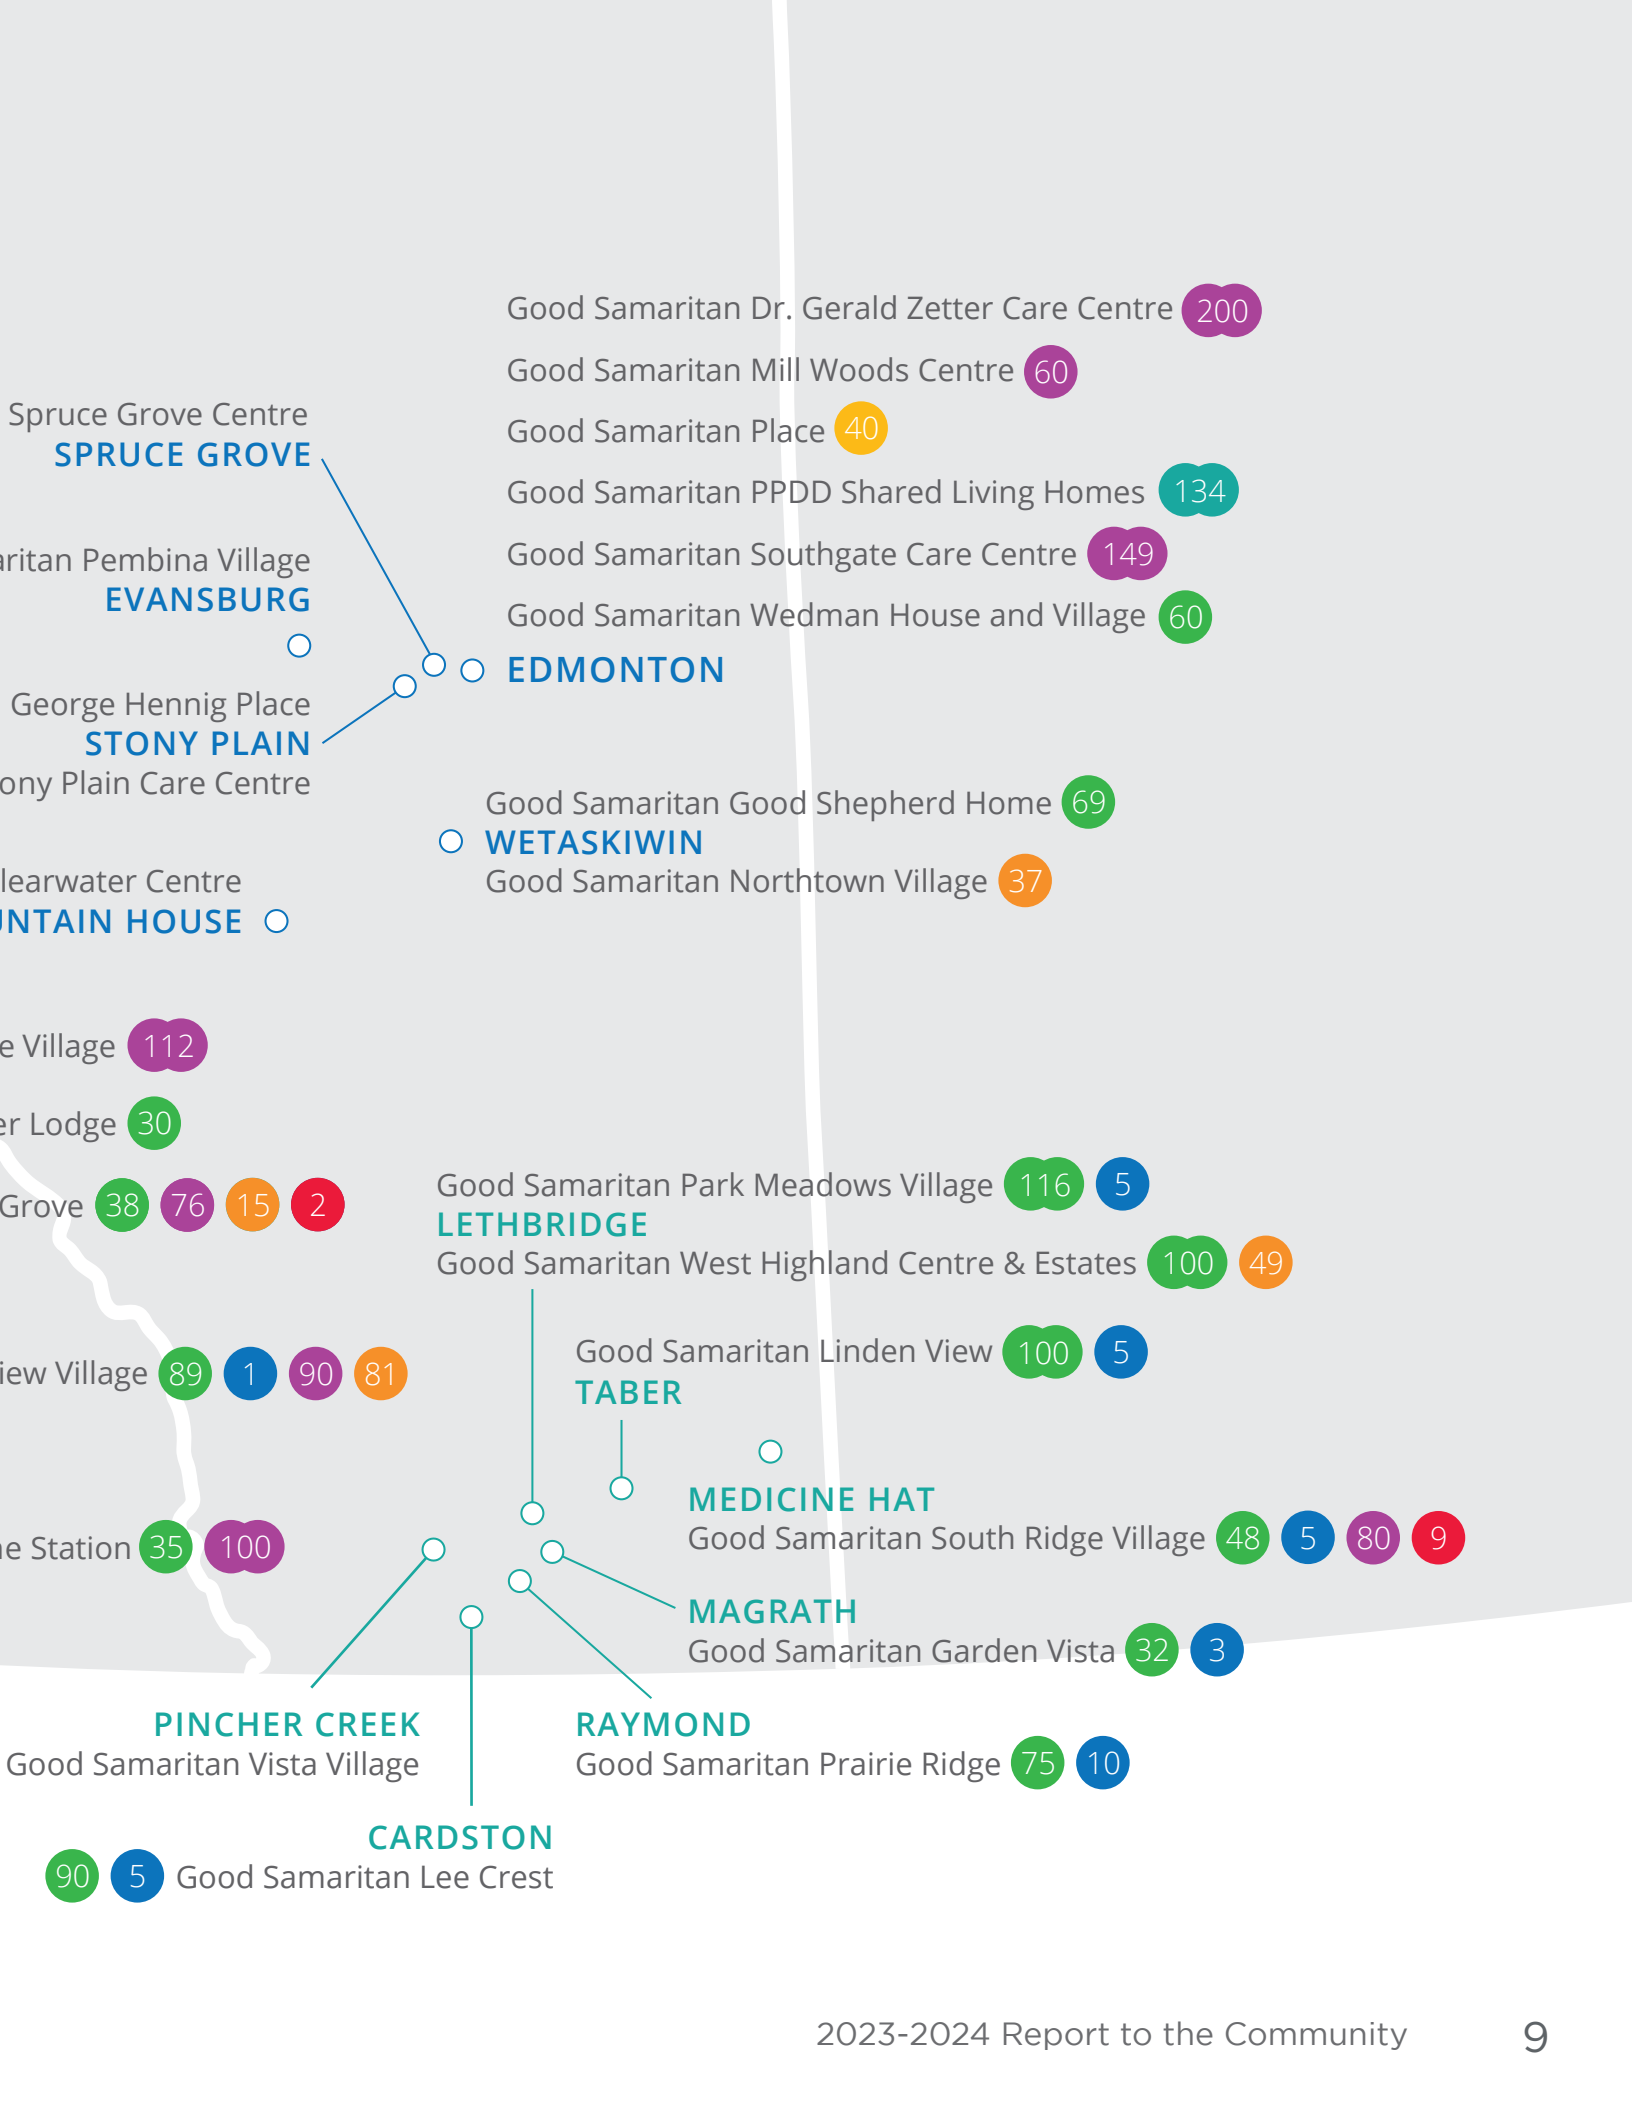 Good Samaritan Dr. Gerald Zetter Care Centre 200
Good Samaritan Mill Woods Centre 60
Good Samaritan Place 40
Good Samaritan PPDD Shared Living Homes 134
Good Samaritan Southgate Care Centre 149
Good Samaritan Wedman House and Village 60
EDMONTON
Spruce Grove Centre
SPRUCE GROVE
Pembina Village
EVANSBURG
George Hennig Place
STONY PLAIN
Plain Care Centre
Good Samaritan Good Shepherd Home 69
WETASKIWIN
Good Samaritan Northtown Village 37
Centre
HOUSE
Village 112
Lodge 30
Grove 38 76 15 2
Village 89 1 90 81
Station 35 100
Good Samaritan Park Meadows Village 116 5
LETHBRIDGE
Good Samaritan West Highland Centre & Estates 100 49
Good Samaritan Linden View 100 5
TABER
MEDICINE HAT
Good Samaritan South Ridge Village 48 5 80 9
MAGRATH
Good Samaritan Garden Vista 32 3
PINCHER CREEK
Good Samaritan Vista Village
RAYMOND
Good Samaritan Prairie Ridge 75 10
CARDSTON
90 5 Good Samaritan Lee Crest
2023-2024 Report to the Community 9